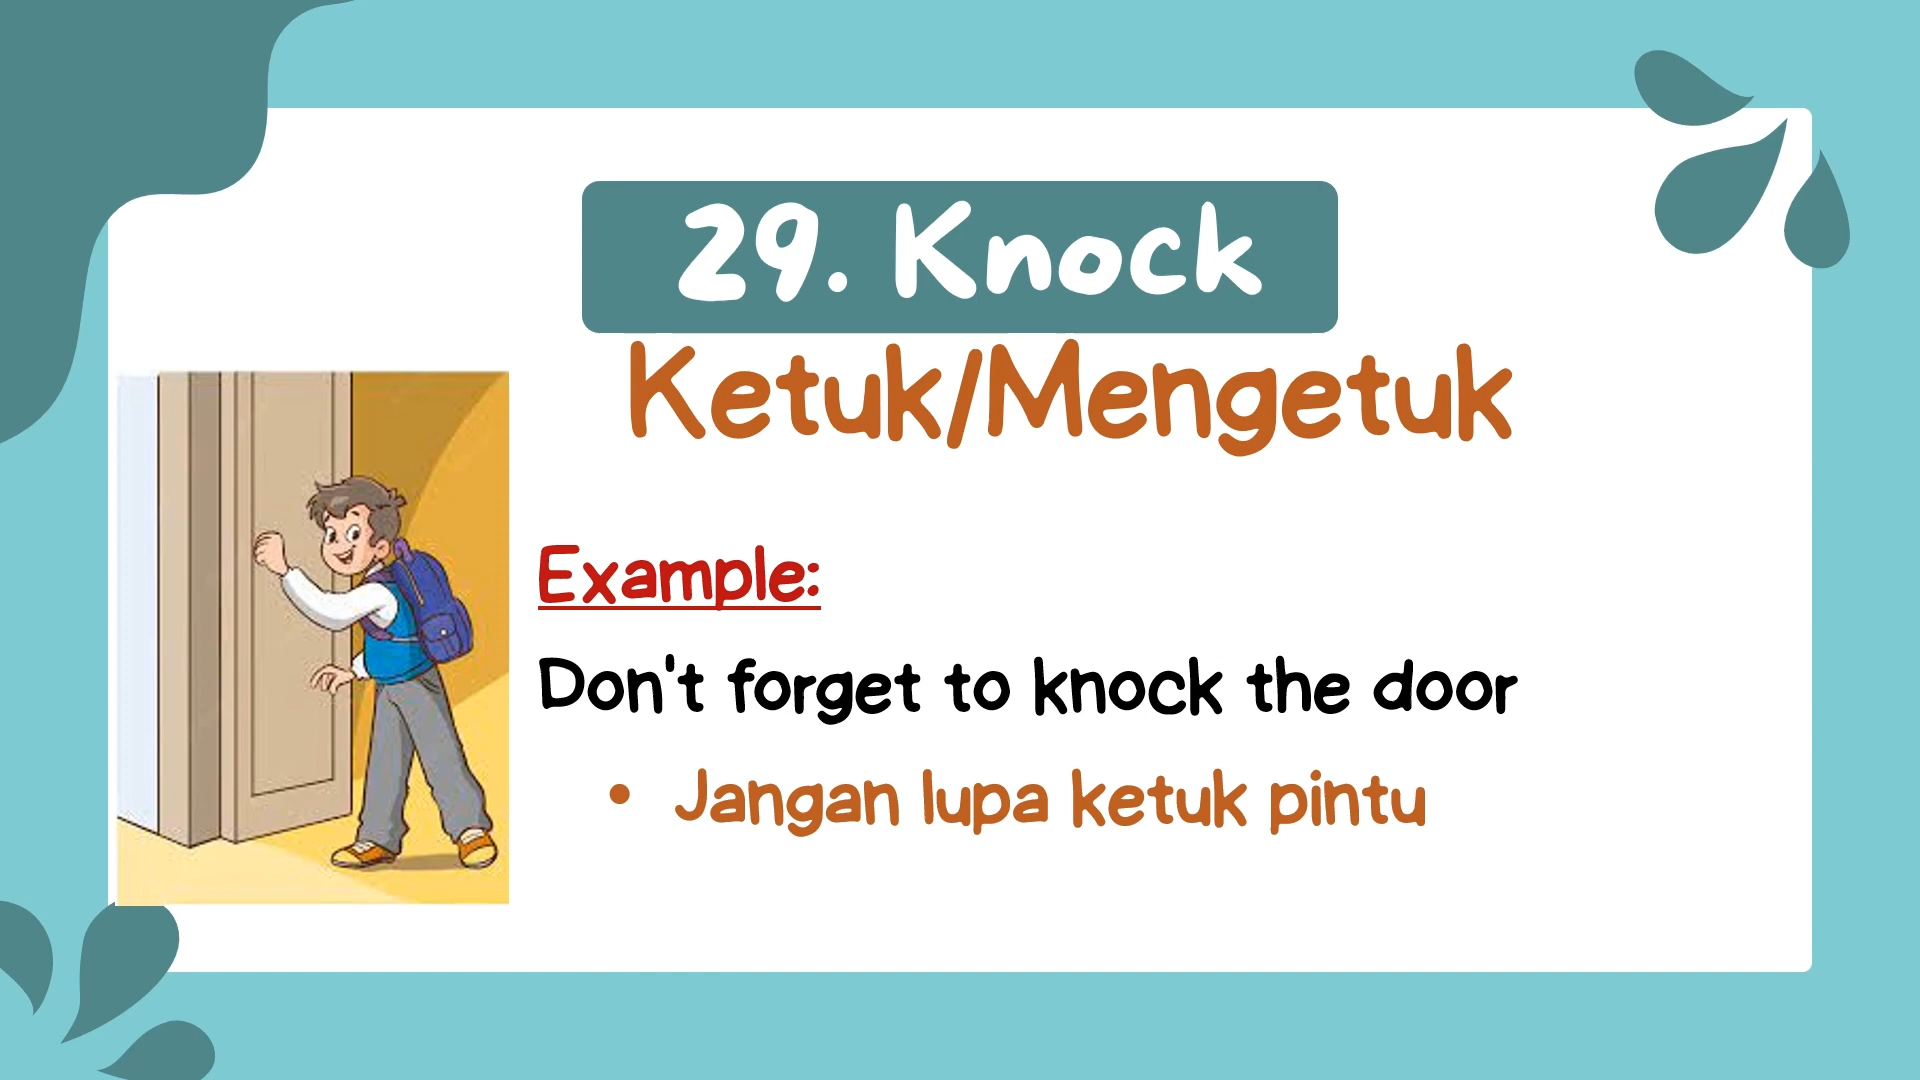 29. Knock
Ketuk/Mengetuk
Example:
Don't forget to knock the door
• Jangan lupa ketuk pintu